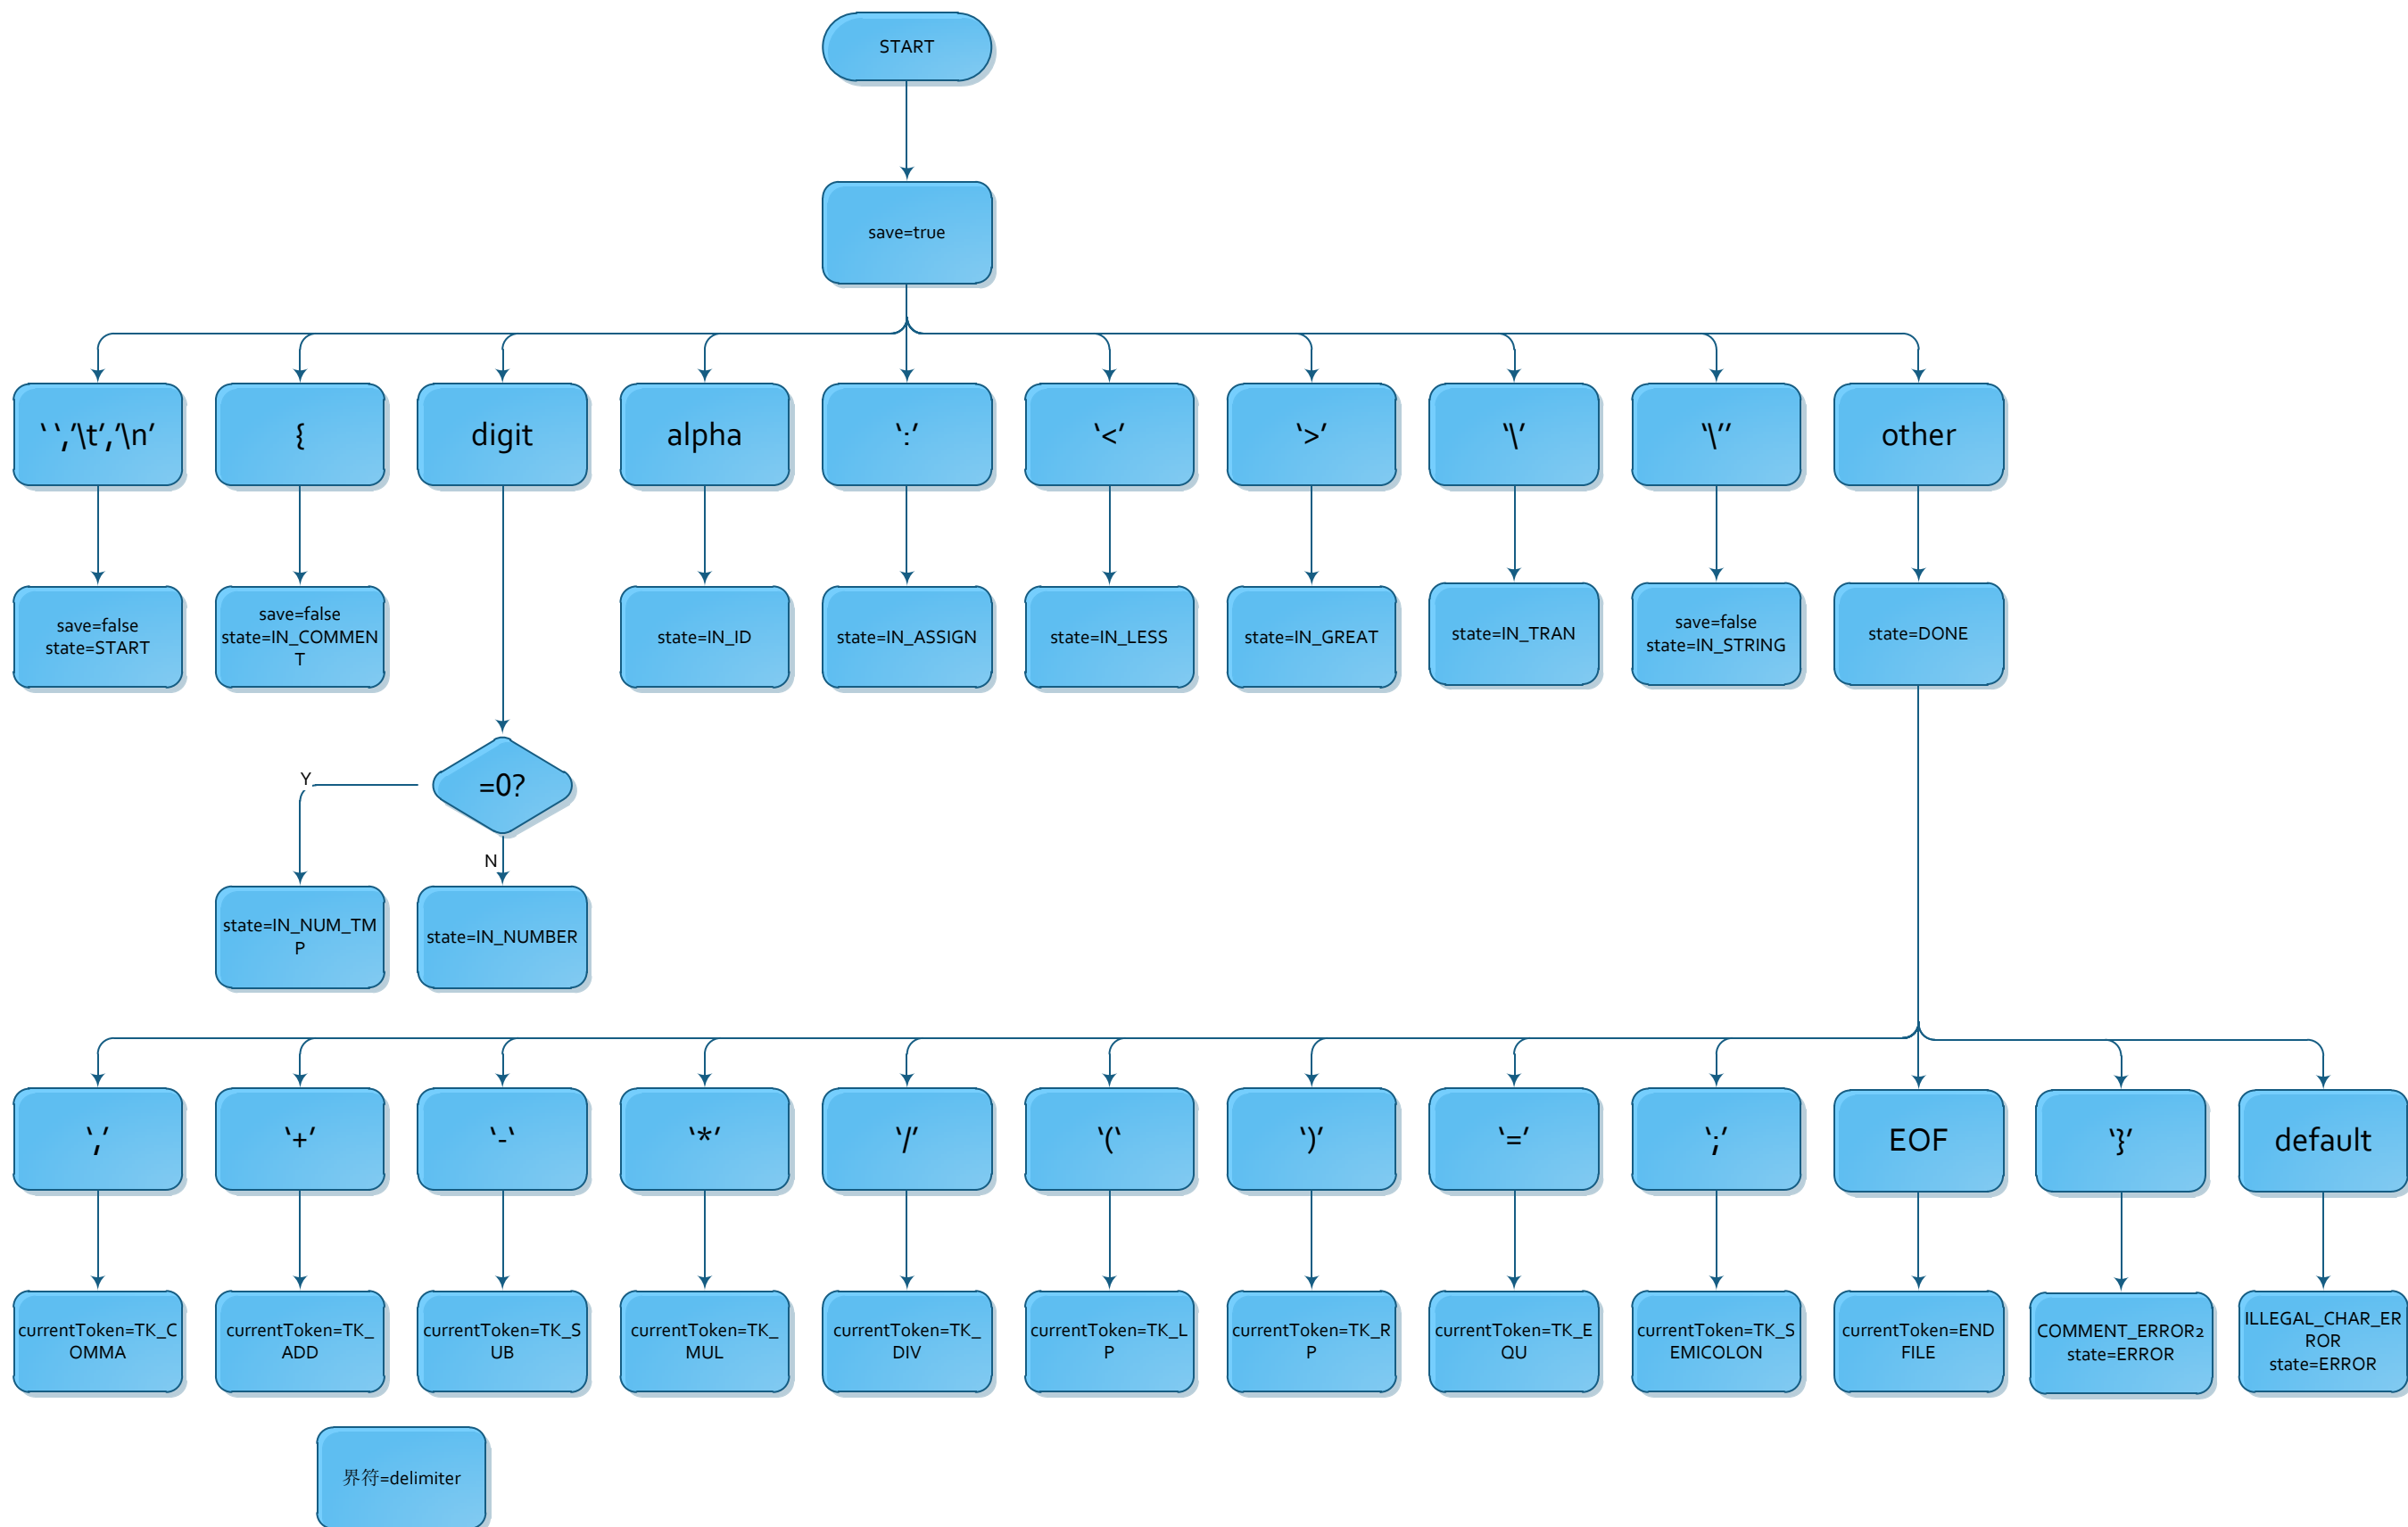 START
save=true
‘ ‘,’\t’,’\n’
{
digit
alpha
‘:’
‘<’
‘>’
‘\’
‘\’’
other
save=false
state=START
save=false
state=IN_COMMEN
T
state=IN_ID
state=IN_ASSIGN
state=IN_LESS
state=IN_GREAT
state=IN_TRAN
save=false
state=IN_STRING
state=DONE
=0?
Y
N
state=IN_NUM_TM
P
state=IN_NUMBER
‘,’
‘+’
‘-‘
‘*’
‘/’
‘(‘
‘)’
‘=’
‘;’
EOF
‘}’
default
currentToken=TK_C
OMMA
currentToken=TK_
ADD
currentToken=TK_S
UB
currentToken=TK_
MUL
currentToken=TK_
DIV
currentToken=TK_L
P
currentToken=TK_R
P
currentToken=TK_E
QU
currentToken=TK_S
EMICOLON
currentToken=END
FILE
COMMENT_ERROR2
state=ERROR
ILLEGAL_CHAR_ER
ROR
state=ERROR
界符=delimiter